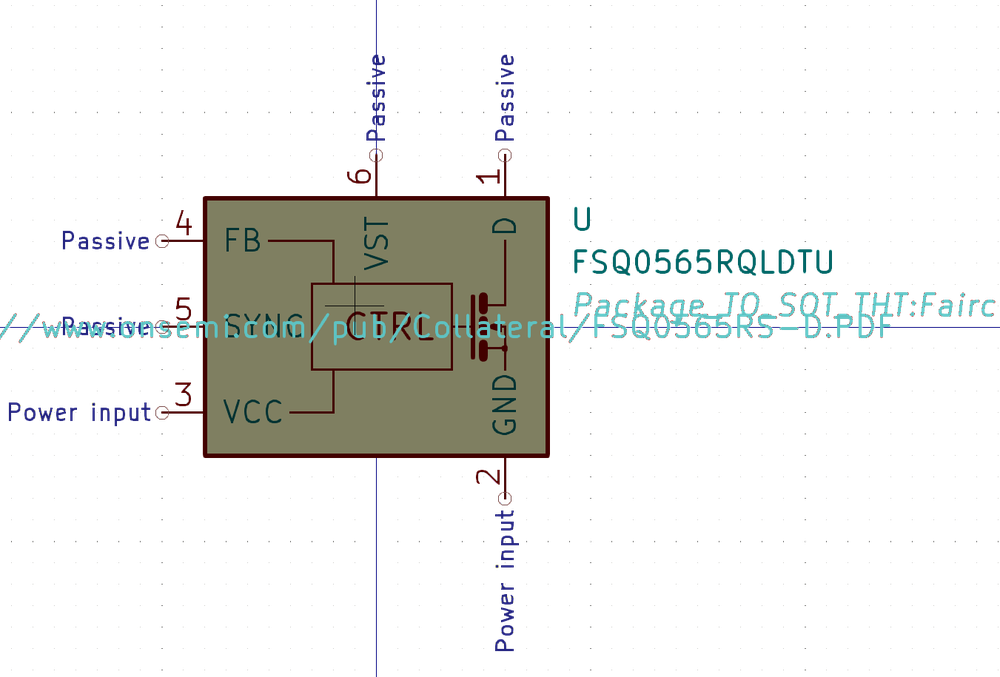 Passive
Passive
6
1
4
Passive
FB
VST
D
U
FSQ0565RQLDTU
Package_TO_SOT_THT:Fairc
5
Passive
SYNC
CTRL
//www.onsemi.com/pub/Collateral/FSQ0565RS-D.PDF
3
Power input
VCC
GND
2
Power input